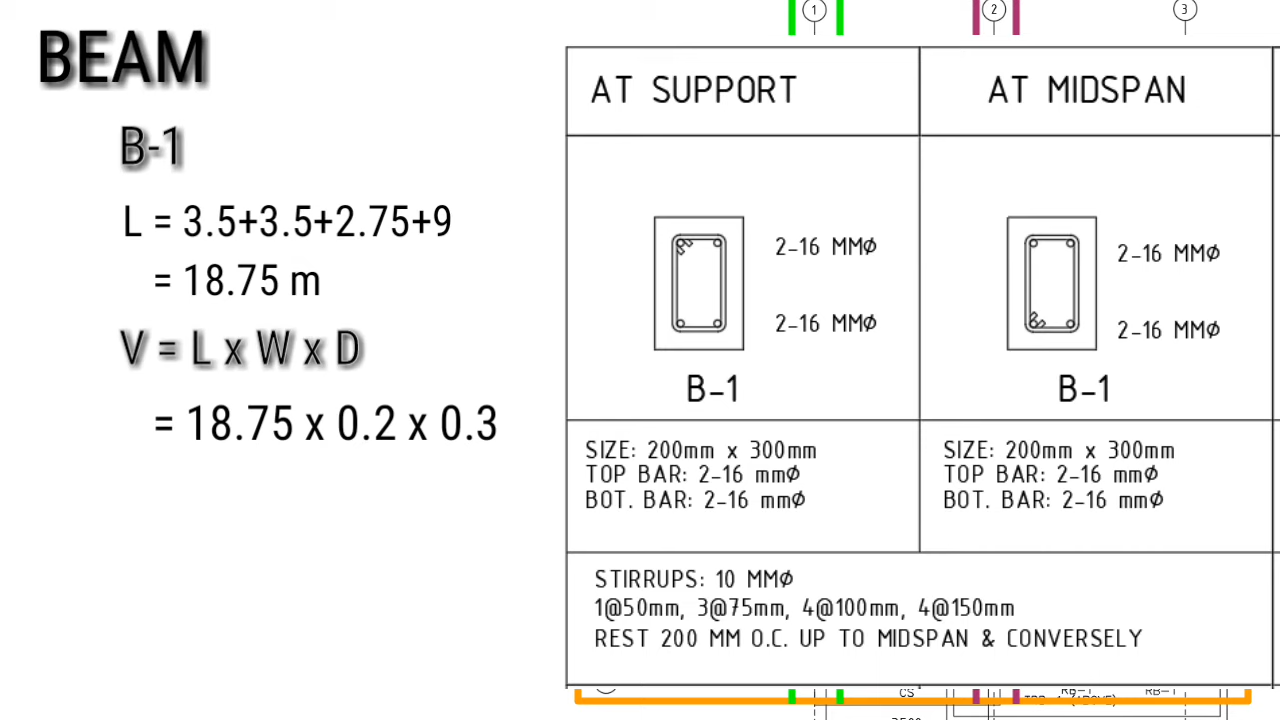 1 2 3
BEAM
B-1
L = 3.5+3.5+2.75+9
= 18.75 m
V = L x W x D
= 18.75 x 0.2 x 0.3
AT SUPPORT
AT MIDSPAN
2-16 MMØ
2-16 MMØ
B-1
2-16 MMØ
2-16 MMØ
B-1
SIZE: 200mm x 300mm
TOP BAR: 2-16 mmØ
BOT. BAR: 2-16 mmØ
SIZE: 200mm x 300mm
TOP BAR: 2-16 mmØ
BOT. BAR: 2-16 mmØ
STIRRUPS: 10 MMØ
1@50mm, 3@75mm, 4@100mm, 4@150mm
REST 200 MM O.C. UP TO MIDSPAN & CONVERSELY
CS